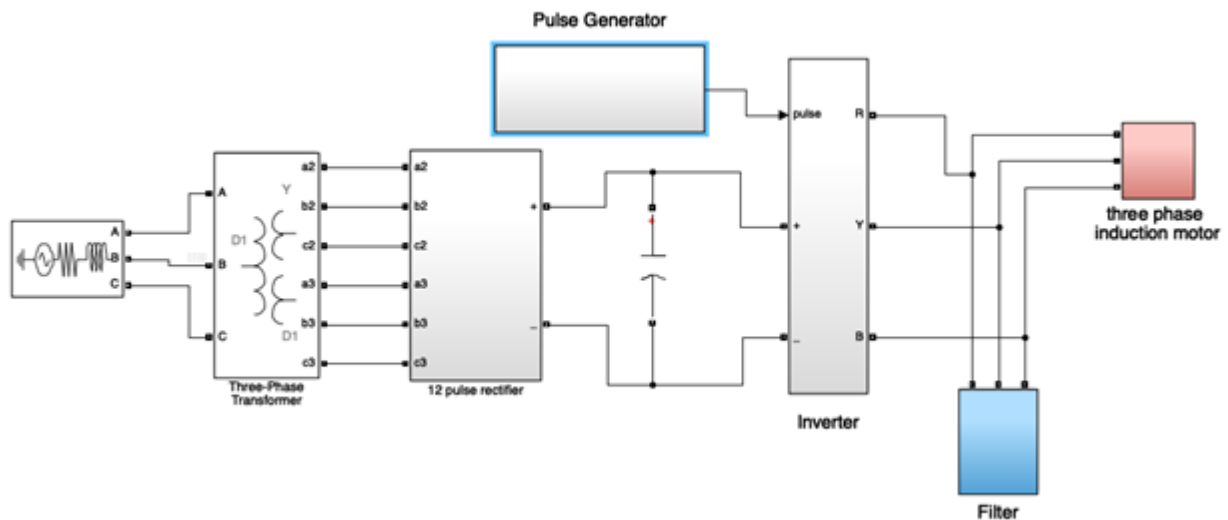 Pulse Generator
pulse
R
+
Y
_
B
Inverter
three phase
induction motor
Filter
A
B
C
A
B
C
D1
Y
D1
a2
b2
c2
a3
b3
c3
Three-Phase
Transformer
a2
b2
c2
a3
b3
c3
+
_
12 pulse rectifier
+